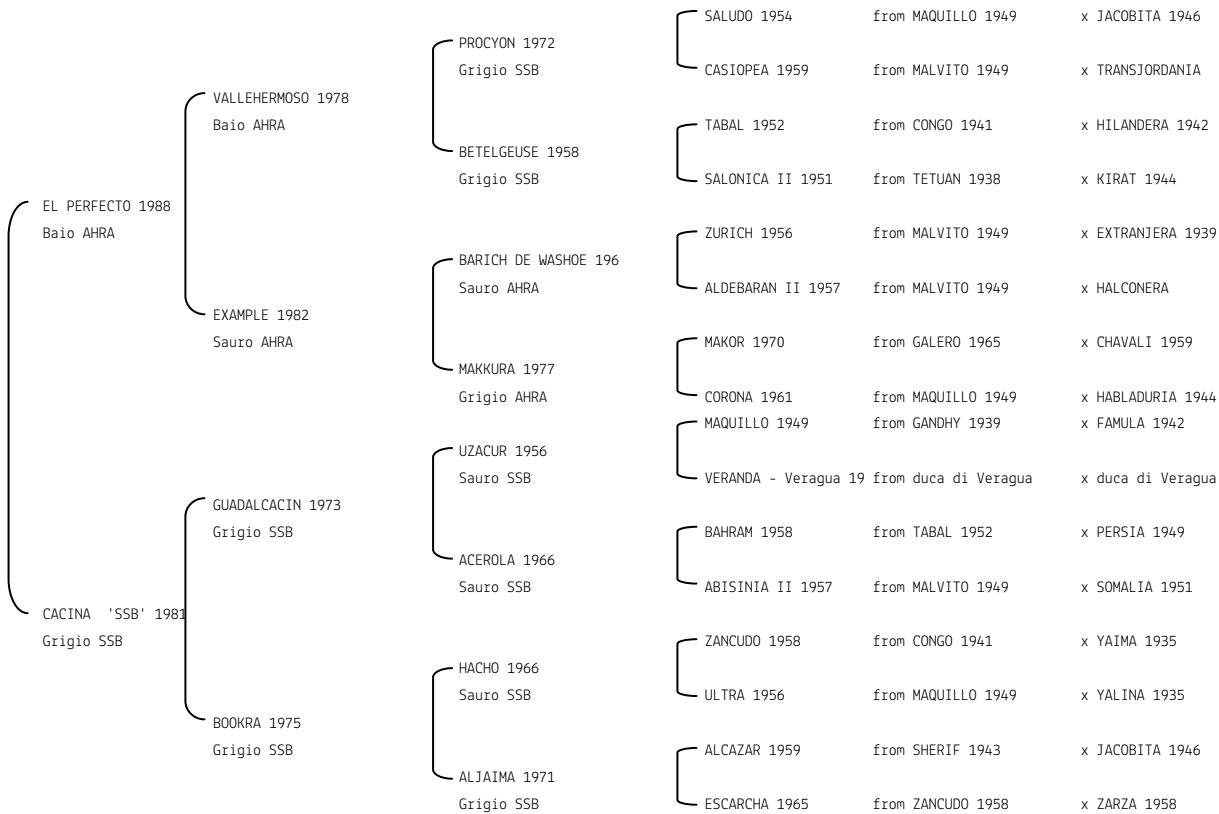 SALUDO 1954 from MAQUILLO 1949 x JACOBITA 1946
PROCYON 1972
Grigio SSB
CASIOPEA 1959 from MALVITO 1949 x TRANSJORDANIA
VALLEHERMOSO 1978
Baio AHRA
TABAL 1952 from CONGO 1941 x HILANDERA 1942
BETELGEUSE 1958
Grigio SSB
SALONICA II 1951 from TETUAN 1938 x KIRAT 1944
EL PERFECTO 1988
Baio AHRA
ZURICH 1956 from MALVITO 1949 x EXTRANJERA 1939
BARICH DE WASHOE 196
Sauro AHRA
ALDEBARAN II 1957 from MALVITO 1949 x HALCONERA
EXAMPLE 1982
Sauro AHRA
MAKOR 1970 from GALERO 1965 x CHAVALI 1959
MAKKURA 1977
Grigio AHRA
CORONA 1961 from MAQUILLO 1949 x HABLADURIA 1944
MAQUILLO 1949 from GANDHY 1939 x FAMULA 1942
UZACUR 1956
Sauro SSB
VERANDA - Veragua 19 from duca di Veragua x duca di Veragua
GUADALCACIN 1973
Grigio SSB
BAHRAM 1958 from TABAL 1952 x PERSIA 1949
ACEROLA 1966
Sauro SSB
ABISINIA II 1957 from MALVITO 1949 x SOMALIA 1951
CACINA 'SSB' 1981
Grigio SSB
ZANCUDO 1958 from CONGO 1941 x YAIMA 1935
HACHO 1966
Sauro SSB
ULTRA 1956 from MAQUILLO 1949 x YALINA 1935
BOOKRA 1975
Grigio SSB
ALCAZAR 1959 from SHERIF 1943 x JACOBITA 1946
ALJAIMA 1971
Grigio SSB
ESCARCHA 1965 from ZANCUDO 1958 x ZARZA 1958